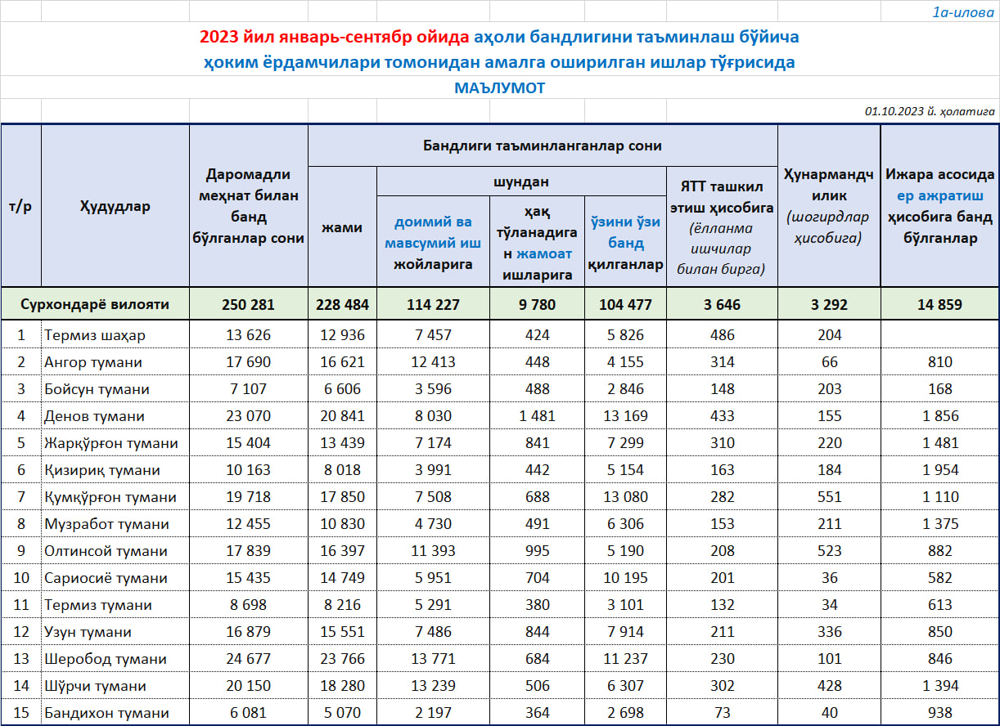 1а-илова
2023 йил январь-сентябр ойида аҳоли бандлигини таъминлаш бўйича
ҳоким ёрдамчилари томонидан амалга оширилган ишлар тўғрисида
МАЪЛУМОТ
01.10.2023 й. ҳолатига
т/р
Ҳудудлар
Даромадли
меҳнат билан
банд
бўлганлар сони
Бандлиги таъминланганлар сони
жами
шундан
доимий ва
мавсумий иш
жойларига
ҳақ
тўланадига
н жамоат
ишларига
ўзини ўзи
банд
қилганлар
ЯТТ ташкил
этиш ҳисобига
(ёлланма
ишчилар
билан бирга)
Ҳунармандч
илик
(шогирдлар
ҳисобига)
Ижара асосида
ер ажратиш
ҳисобига банд
бўлганлар
Сурхондарё вилояти 250 281 228 484 114 227 9 780 104 477 3 646 3 292 14 859
1 Термиз шаҳар 13 626 12 936 7 457 424 5 826 486 204
2 Ангор тумани 17 690 16 621 12 413 448 4 155 314 66 810
3 Бойсун тумани 7 107 6 606 3 596 488 2 846 148 203 168
4 Денов тумани 23 070 20 841 8 030 1 481 13 169 433 155 1 856
5 Жарқўрғон тумани 15 404 13 439 7 174 841 7 299 310 220 1 481
6 Қизириқ тумани 10 163 8 018 3 991 442 5 154 163 184 1 954
7 Қумқўрғон тумани 19 718 17 850 7 508 688 13 080 282 551 1 110
8 Музработ тумани 12 455 10 830 4 730 491 6 306 153 211 1 375
9 Олтинсой тумани 17 839 16 397 11 393 995 5 190 208 523 882
10 Сариосиё тумани 15 435 14 749 5 951 704 10 195 201 36 582
11 Термиз тумани 8 698 8 216 5 291 380 3 101 132 34 613
12 Узун тумани 16 879 15 551 7 486 844 7 914 211 336 850
13 Шеробод тумани 24 677 23 766 13 771 684 11 237 230 101 846
14 Шўрчи тумани 20 150 18 280 13 239 506 6 307 302 428 1 394
15 Бандихон тумани 6 081 5 070 2 197 364 2 698 73 40 938